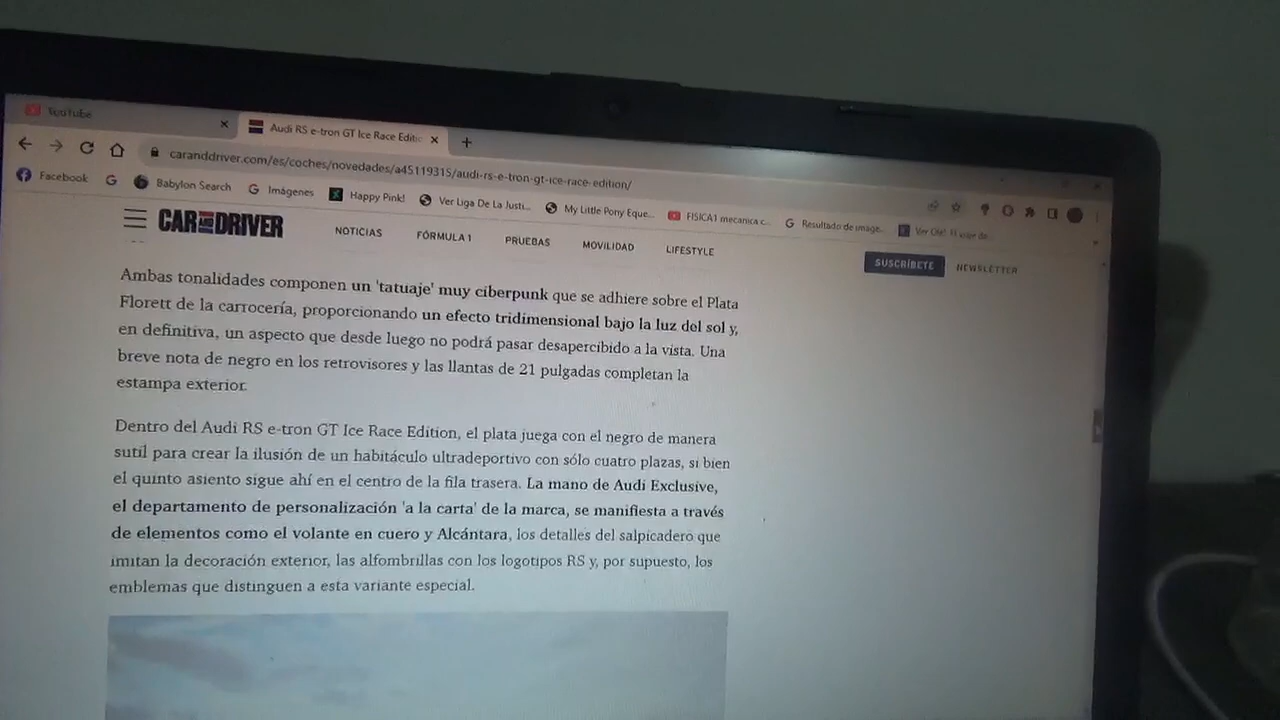 YouTube
Audi RS e-tron GT Ice Race Editio
caranddriver.com/es/coches/novedades/a45119315/audi-rs-e-tron-gt-ice-race-edition/
Facebook
Babylon Search
Imágenes
Happy Pink!
Ver Liga De La Justi...
My Little Pony Eque...
FISICA1 mecanica c...
Resultado de image...
CAR AND DRIVER
NOTICIAS
FÓRMULA 1
PRUEBAS
MOVILIDAD
LIFESTYLE
SUSCRÍBETE
NEWSLETTER
Ambas tonalidades componen un 'tatuaje' muy ciberpunk que se adhiere sobre el Plata
Florett de la carrocería, proporcionando un efecto tridimensional bajo la luz del sol y,
en definitiva, un aspecto que desde luego no podrá pasar desapercibido a la vista. Una
breve nota de negro en los retrovisores y las llantas de 21 pulgadas completan la
estampa exterior.
Dentro del Audi RS e-tron GT Ice Race Edition, el plata juega con el negro de manera
sutil para crear la ilusión de un habitáculo ultradeportivo con sólo cuatro plazas, si bien
el quinto asiento sigue ahí en el centro de la fila trasera. La mano de Audi Exclusive,
el departamento de personalización 'a la carta' de la marca, se manifiesta a través
de elementos como el volante en cuero y Alcántara, los detalles del salpicadero que
imitan la decoración exterior, las alfombrillas con los logotipos RS y, por supuesto, los
emblemas que distinguen a esta variante especial.